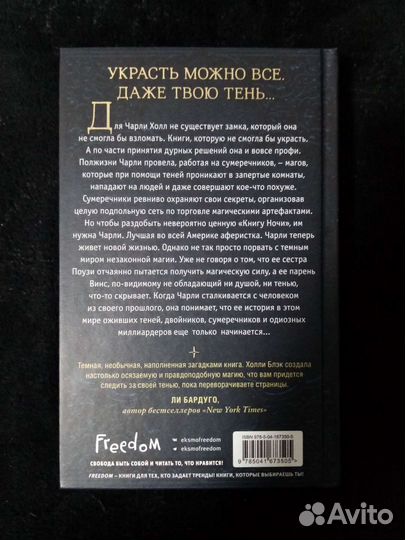 УКРАСТЬ МОЖНО ВСЕ.
ДАЖЕ ТВОЮ ТЕНЬ...
Для Чарли Холл не существует замка, который она
не смогла бы взломать. Книги, которую не смогла бы украсть.
А по части принятия дурных решений она и вовсе профи.
Полжизни Чарли провела, работая на сумеречников, – магов,
которые при помощи теней проникают в запертые комнаты,
нападают на людей и даже совершают кое-что похуже.
Сумеречники ревниво охраняют свои секреты, организовав
целую подпольную сеть по торговле магическими артефактами.
Но чтобы раздобыть невероятно ценную «Книгу Ночи», им
нужна Чарли. Лучшая во всей Америке аферистка. Чарли теперь
живет новой жизнью. Однако не так просто порвать с темным
миром незаконной магии. Уже не говоря о том, что ее сестра
Поузи отчаянно пытается получить магическую силу, а ее парень
Винс, по-видимому не обладающий ни душой, ни тенью,
что-то скрывает. Когда Чарли сталкивается с человеком
из своего прошлого, она понимает, что ее история в этом
мире оживших теней, двойников, сумеречников и одиозных
миллиардеров еще только начинается...
Темная, необычная, наполненная загадками книга. Холли Блэк создала
настолько осязаемую и правдоподобную магию, что вам придется
следить за своей тенью, пока переворачиваете страницы.
ЛИ БАРДУГО,
автор бестселлеров «New York Times»
Freedom
eksmofreedom
eksmofreedom
ISBN 978-5-04-167350-5
9785041673505
СВОБОДА БЫТЬ СОБОЙ И ЧИТАТЬ ТО, ЧТО НРАВИТСЯ!
FREEDOM – КНИГИ ДЛЯ ТЕХ, КТО ЗАДАЕТ ТРЕНДЫ! КНИГИ, КОТОРЫЕ ВЫБИРАЕШЬ ТЫ!
Avito